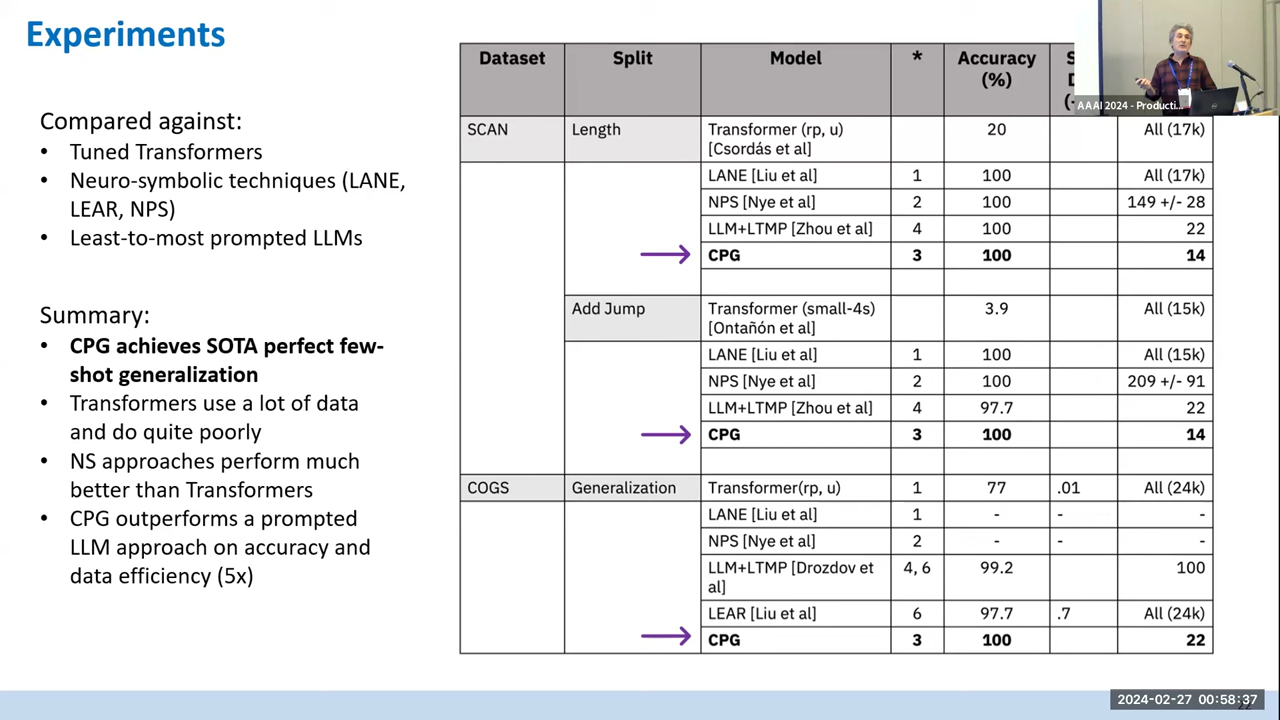 Experiments
Compared against:
• Tuned Transformers
• Neuro-symbolic techniques (LANE,
LEAR, NPS)
• Least-to-most prompted LLMs
Summary:
• CPG achieves SOTA perfect few-
shot generalization
• Transformers use a lot of data
and do quite poorly
• NS approaches perform much
better than Transformers
• CPG outperforms a prompted
LLM approach on accuracy and
data efficiency (5x)
Dataset Split Model * Accuracy
(%)
SCAN Length Transformer (rp, u) 20 All (17k)
[Csordás et al]
LANE [Liu et al] 1 100 All (17k)
NPS [Nye et al] 2 100 149 +/- 28
LLM+LTMP [Zhou et al] 4 100 22
CPG 3 100 14
Add Jump Transformer (small-4s) 3.9 All (15k)
[Ontañón et al]
LANE [Liu et al] 1 100 All (15k)
NPS [Nye et al] 2 100 209 +/- 91
LLM+LTMP [Zhou et al] 4 97.7 22
CPG 3 100 14
COGS Generalization Transformer(rp, u) 1 77 .01 All (24k)
LANE [Liu et al] 1 - - -
NPS [Nye et al] 2 - - -
LLM+LTMP [Drozdov et 4, 6 99.2 100
al]
LEAR [Liu et al] 6 97.7 .7 All (24k)
CPG 3 100 22
AAAI 2024 - Producti...
2024-02-27 00:58:37